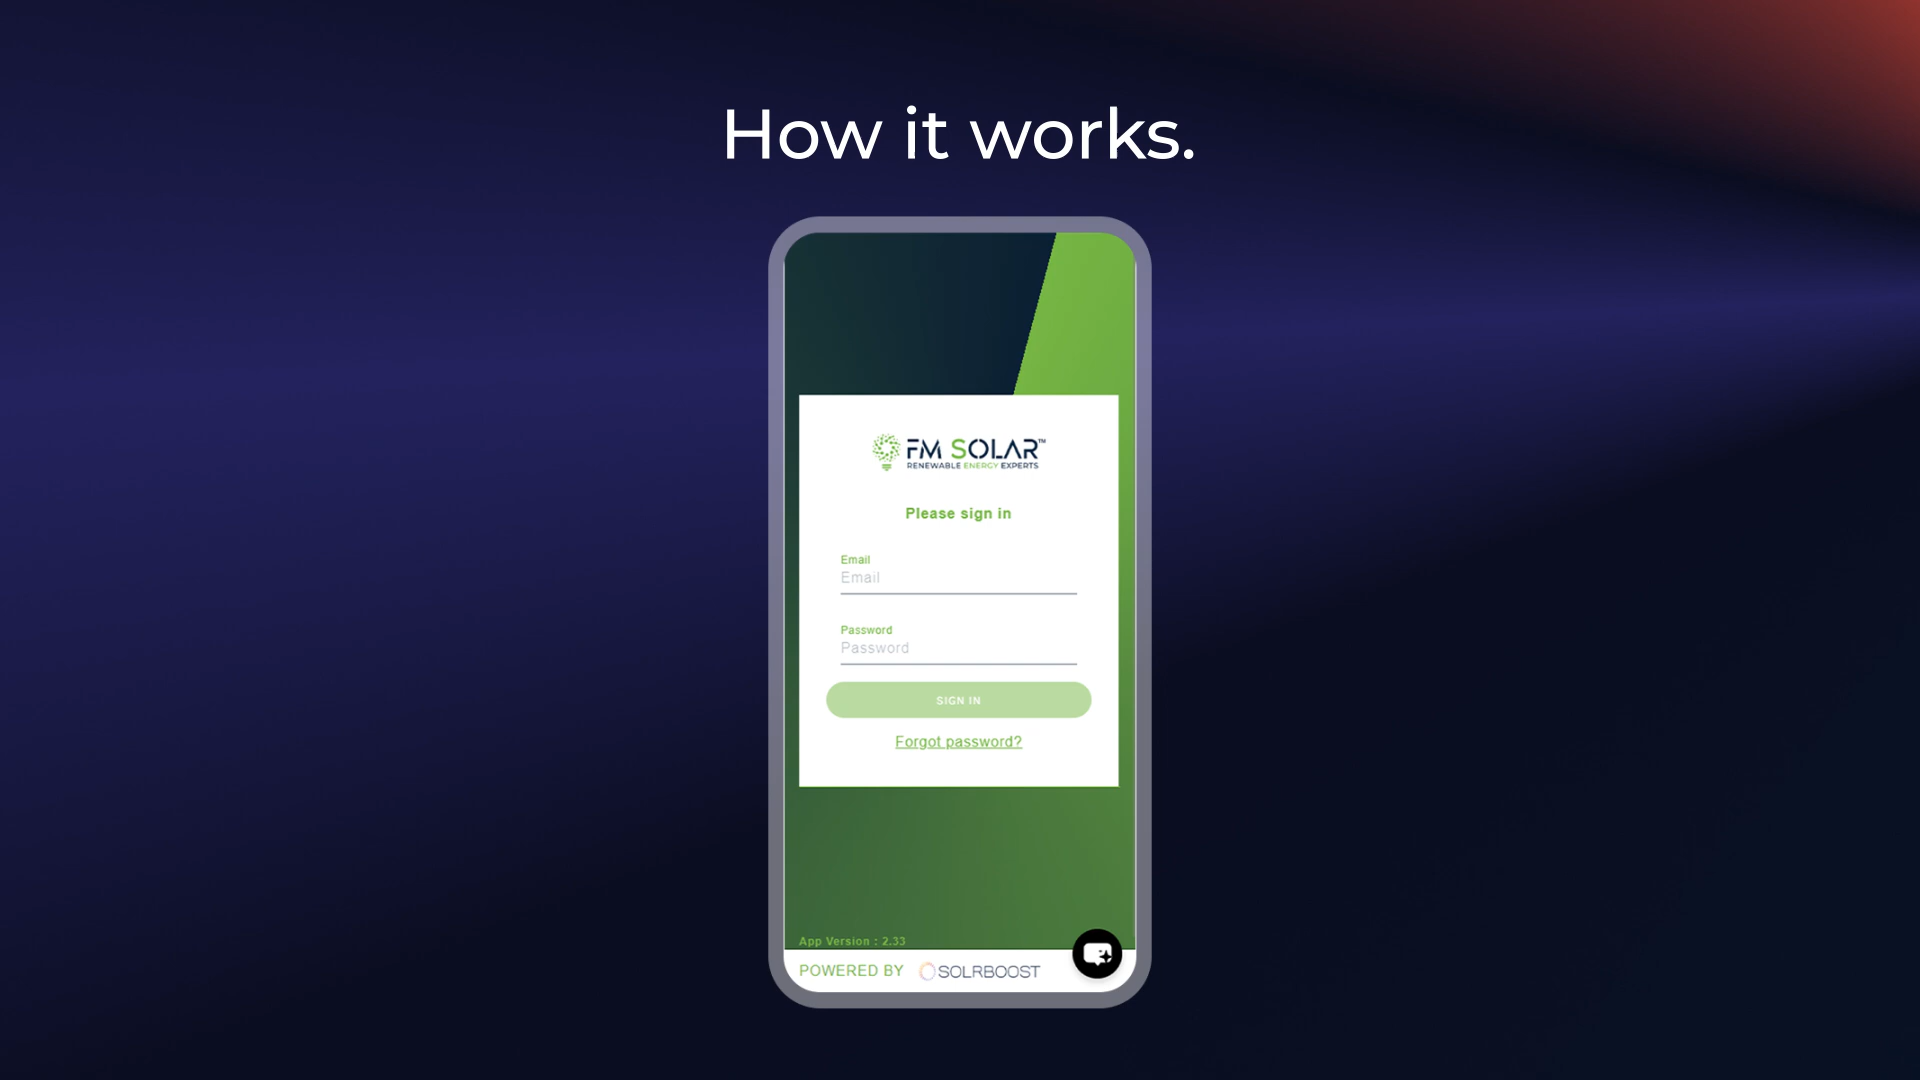 How it works.
FM SOLAR™
RENEWABLE ENERGY EXPERTS
Please sign in
Email
Email
Password
Password
SIGN IN
Forgot password?
App Version : 2.33
POWERED BY SOLRBOOST